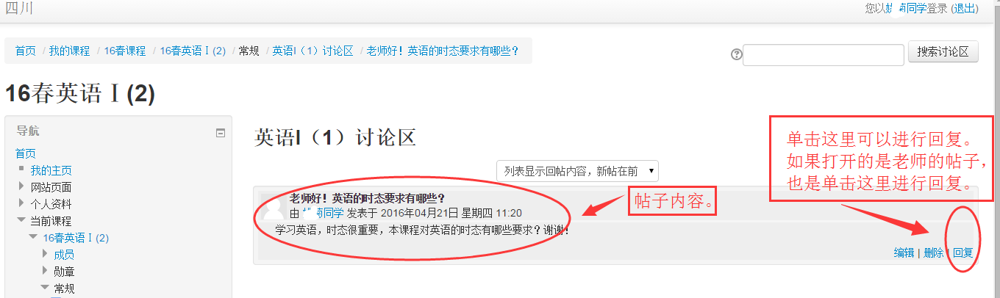 四川
您以 同学登录 (退出)
首页 / 我的课程 / 16春课程 / 16春英语Ⅰ(2) / 常规 / 英语I（1）讨论区 / 老师好！英语的时态要求有哪些？
搜索讨论区
16春英语Ⅰ(2)
导航
首页
我的主页
网站页面
个人资料
当前课程
16春英语Ⅰ(2)
成员
勋章
常规
英语I（1）讨论区
列表显示回帖内容，新帖在前
老师好！英语的时态要求有哪些？
由 同学 发表于 2016年04月21日 星期四 11:20
学习英语，时态很重要，本课程对英语的时态有哪些要求？谢谢！
编辑 | 删除 | 回复
帖子内容。
单击这里可以进行回复。
如果打开的是老师的帖子，
也是单击这里进行回复。